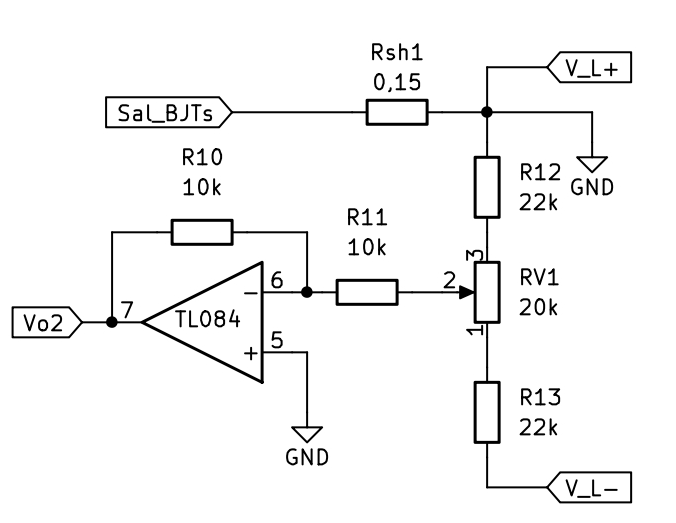 Rsh1
0,15
V_L+
Sal_BJTs
R10
10k
R12
22k
GND
R11
10k
3
RV1
20k
2
1
6
−
TL084
7
Vo2
+
5
GND
R13
22k
V_L−